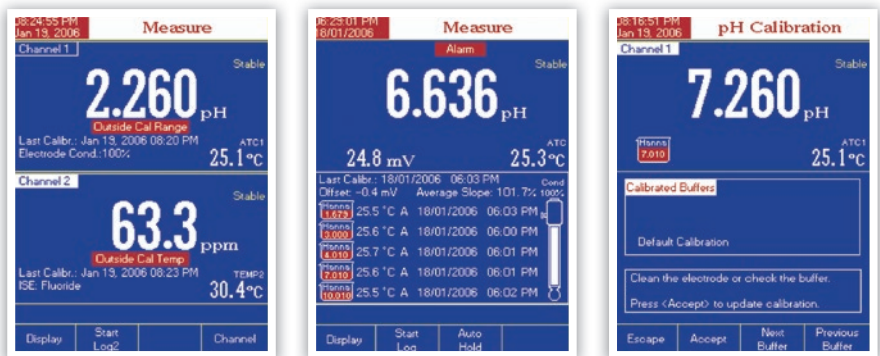 08:24:55 PM
Jan 19, 2006
Measure
Channel 1
Stable
2.260 pH
Outside Cal Range
Last Calibr.: Jan 19, 2006 08:20 PM
Electrode Cond.:100%
ATC1
25.1°C
Channel 2
Stable
63.3 ppm
Outside Cal Temp
Last Calibr.: Jan 19, 2006 08:23 PM
ISE: Fluoride
TEMP2
30.4°C
Display
Start Log2
Channel
06:29:01 PM
18/01/2006
Measure
Alarm
Stable
6.636 pH
24.8 mV
ATC
25.3°C
Last Calibr.: 18/01/2006 06:03 PM
Offset: -0.4 mV Average Slope: 101.7%
Cond
100%
Hanna 1.679 25.5 °C A 18/01/2006 06:03 PM
Hanna 3.000 25.6 °C A 18/01/2006 06:00 PM
Hanna 4.010 25.7 °C A 18/01/2006 06:01 PM
Hanna 7.010 25.6 °C A 18/01/2006 06:01 PM
Hanna 10.010 25.5 °C A 18/01/2006 06:02 PM
Display
Start Log
Auto Hold
08:16:51 PM
Jan 19, 2006
pH Calibration
Channel 1
Stable
7.260 pH
Hanna
7.010
ATC1
25.1°C
Calibrated Buffers
Default Calibration
Clean the electrode or check the buffer.
Press <Accept> to update calibration.
Escape
Accept
Next Buffer
Previous Buffer